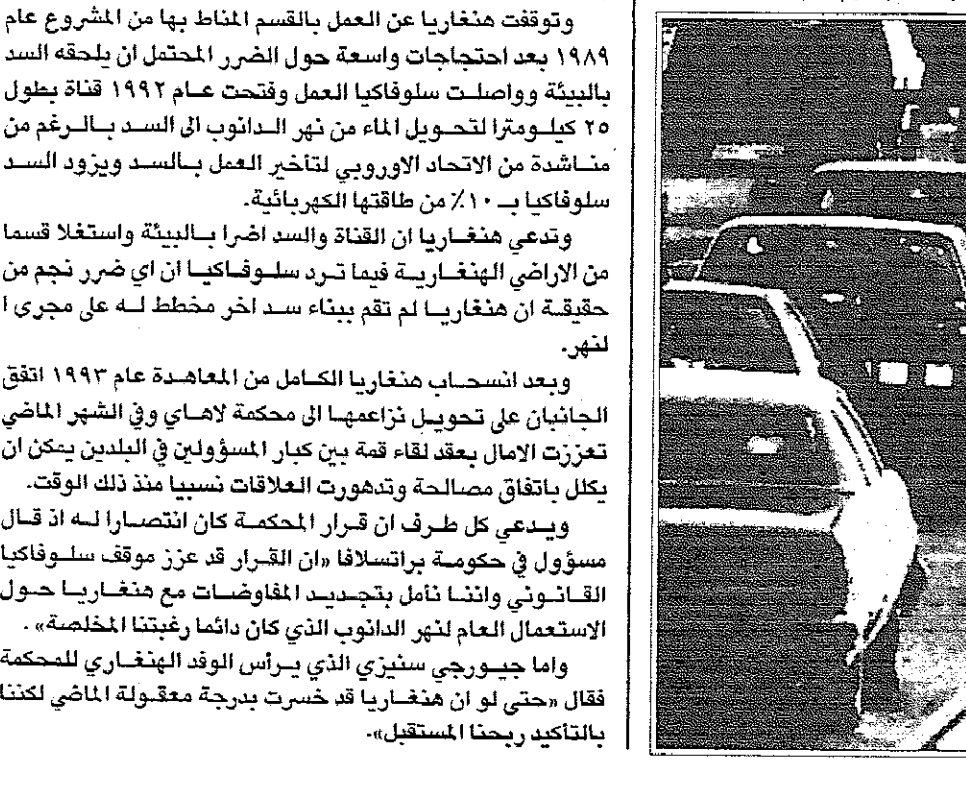 وتوقفت هنغاريا عن العمل بالقسم المناط بها من المشروع عام
١٩٨٩ بعد احتجاجات واسعة حول الضرر المحتمل ان يلحقه السد
بالبيئة وواصلت سلوفاكيا العمل وفتحت عام ١٩٩٢ قناة بطول
٢٥ كيلومترا لتحويل الماء من نهر الدانوب الى السد بالرغم من
مناشدة من الاتحاد الاوروبي لتأخير العمل بالسد ويزود السد
سلوفاكيا بـ ١٠٪ من طاقتها الكهربائية.
وتدعي هنغاريا ان القناة والسد اضرا بالبيئة واستغلا قسما
من الاراضي الهنغارية فيما ترد سلوفاكيا ان اي ضرر نجم من
حقيقة ان هنغاريا لم تقم ببناء سد اخر مخطط له على مجرى ا
لنهر.
وبعد انسحاب هنغاريا الكامل من المعاهدة عام ١٩٩٣ اتفق
الجانبان على تحويل نزاعهما الى محكمة لاهاي وفي الشهر الماضي
تعززت الامال بعقد لقاء قمة بين كبار المسؤولين في البلدين يمكن ان
يكلل باتفاق مصالحة وتدهورت العلاقات نسبيا منذ ذلك الوقت.
ويدعي كل طرف ان قرار المحكمة كان انتصارا له اذ قال
مسؤول في حكومة براتسلافا «ان القرار قد عزز موقف سلوفاكيا
القانوني واننا نأمل بتجديد المفاوضات مع هنغاريا حول
الاستعمال العام لنهر الدانوب الذي كان دائما رغبتنا المخلصة» .
واما جيورجي سنيزي الذي يرأس الوفد الهنغاري للمحكمة
فقال «حتى لو ان هنغاريا قد خسرت بدرجة معقولة الماضي لكننا
بالتأكيد ربحنا المستقبل».